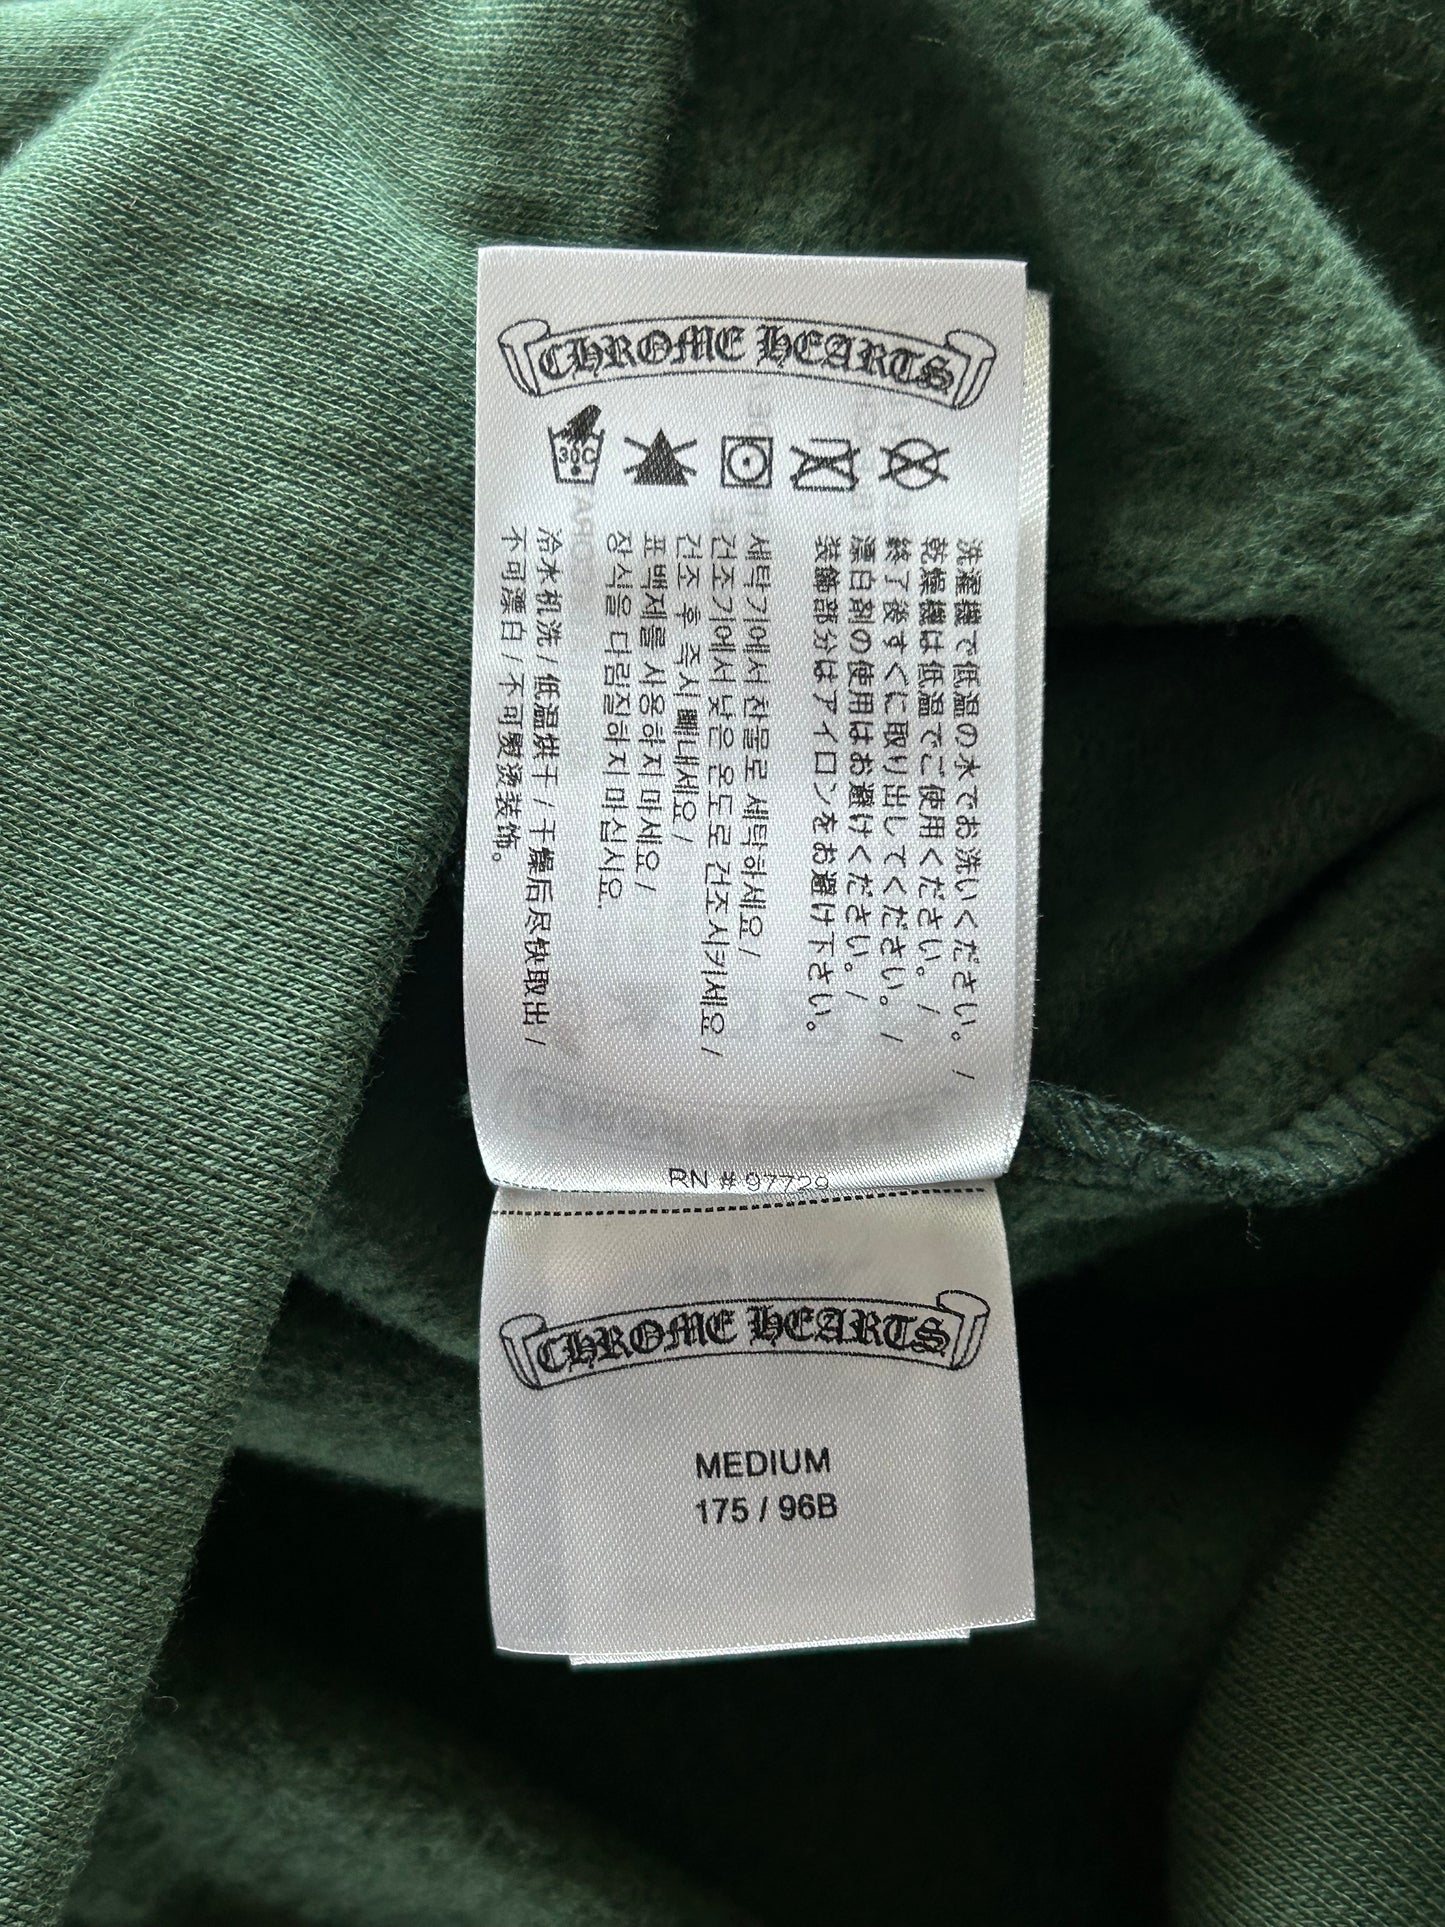 CHROME HEARTS
30C
洗濯機で低温の水でお洗いください。 /
乾燥機は低温でご使用ください。 /
終了後すぐに取り出してください。 /
漂白剤の使用はお避けください。 /
装飾部分はアイロンをお避け下さい。
세탁기에서 찬물로 세탁하세요 /
건조기에서 낮은 온도로 건조시키세요 /
건조 후 즉시 빼내세요 /
표백제를 사용하지 마세요 /
장식을 다림질하지 마십시요.
冷水机洗 / 低温烘干 / 干燥后尽快取出 /
不可漂白 / 不可熨烫装饰。
RN # 97729
CHROME HEARTS
MEDIUM
175 / 96B